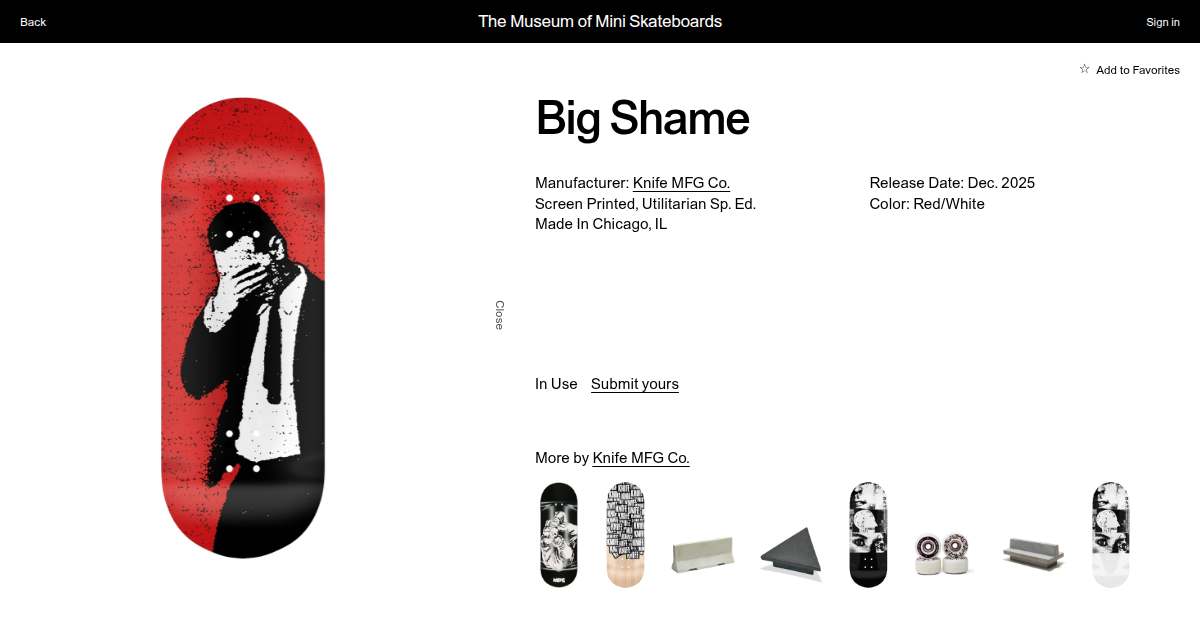 Back
The Museum of Mini Skateboards
Sign in
☆ Add to Favorites
Big Shame
Manufacturer: Knife MFG Co.
Screen Printed, Utilitarian Sp. Ed.
Made In Chicago, IL
Release Date: Dec. 2025
Color: Red/White
Close
In Use Submit yours
More by Knife MFG Co.